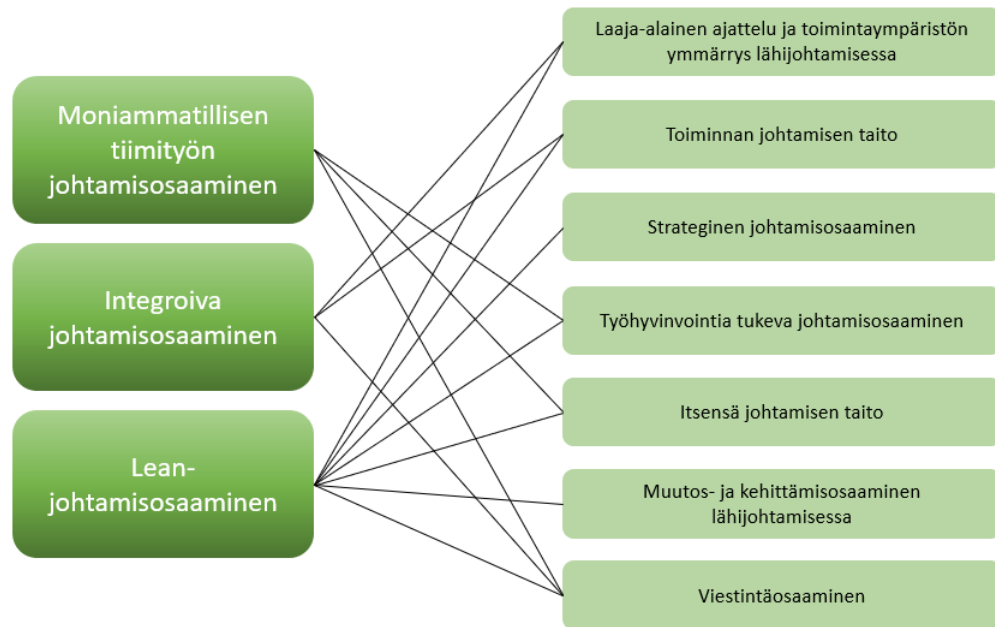 Moniammatillisen
tiimityön
johtamisosaaminen
Integroiva
johtamisosaaminen
Lean-
johtamisosaaminen
Laaja-alainen ajattelu ja toimintaympäristön
ymmärrys lähijohtamisessa
Toiminnan johtamisen taito
Strateginen johtamisosaaminen
Työhyvinvointia tukeva johtamisosaaminen
Itsensä johtamisen taito
Muutos- ja kehittämisosaaminen
lähijohtamisessa
Viestintäosaaminen